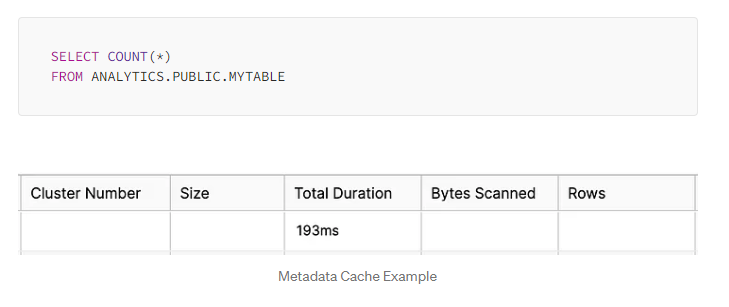 SELECT COUNT(*)
FROM ANALYTICS.PUBLIC.MYTABLE
Cluster Number Size Total Duration Bytes Scanned Rows
193ms
Metadata Cache Example